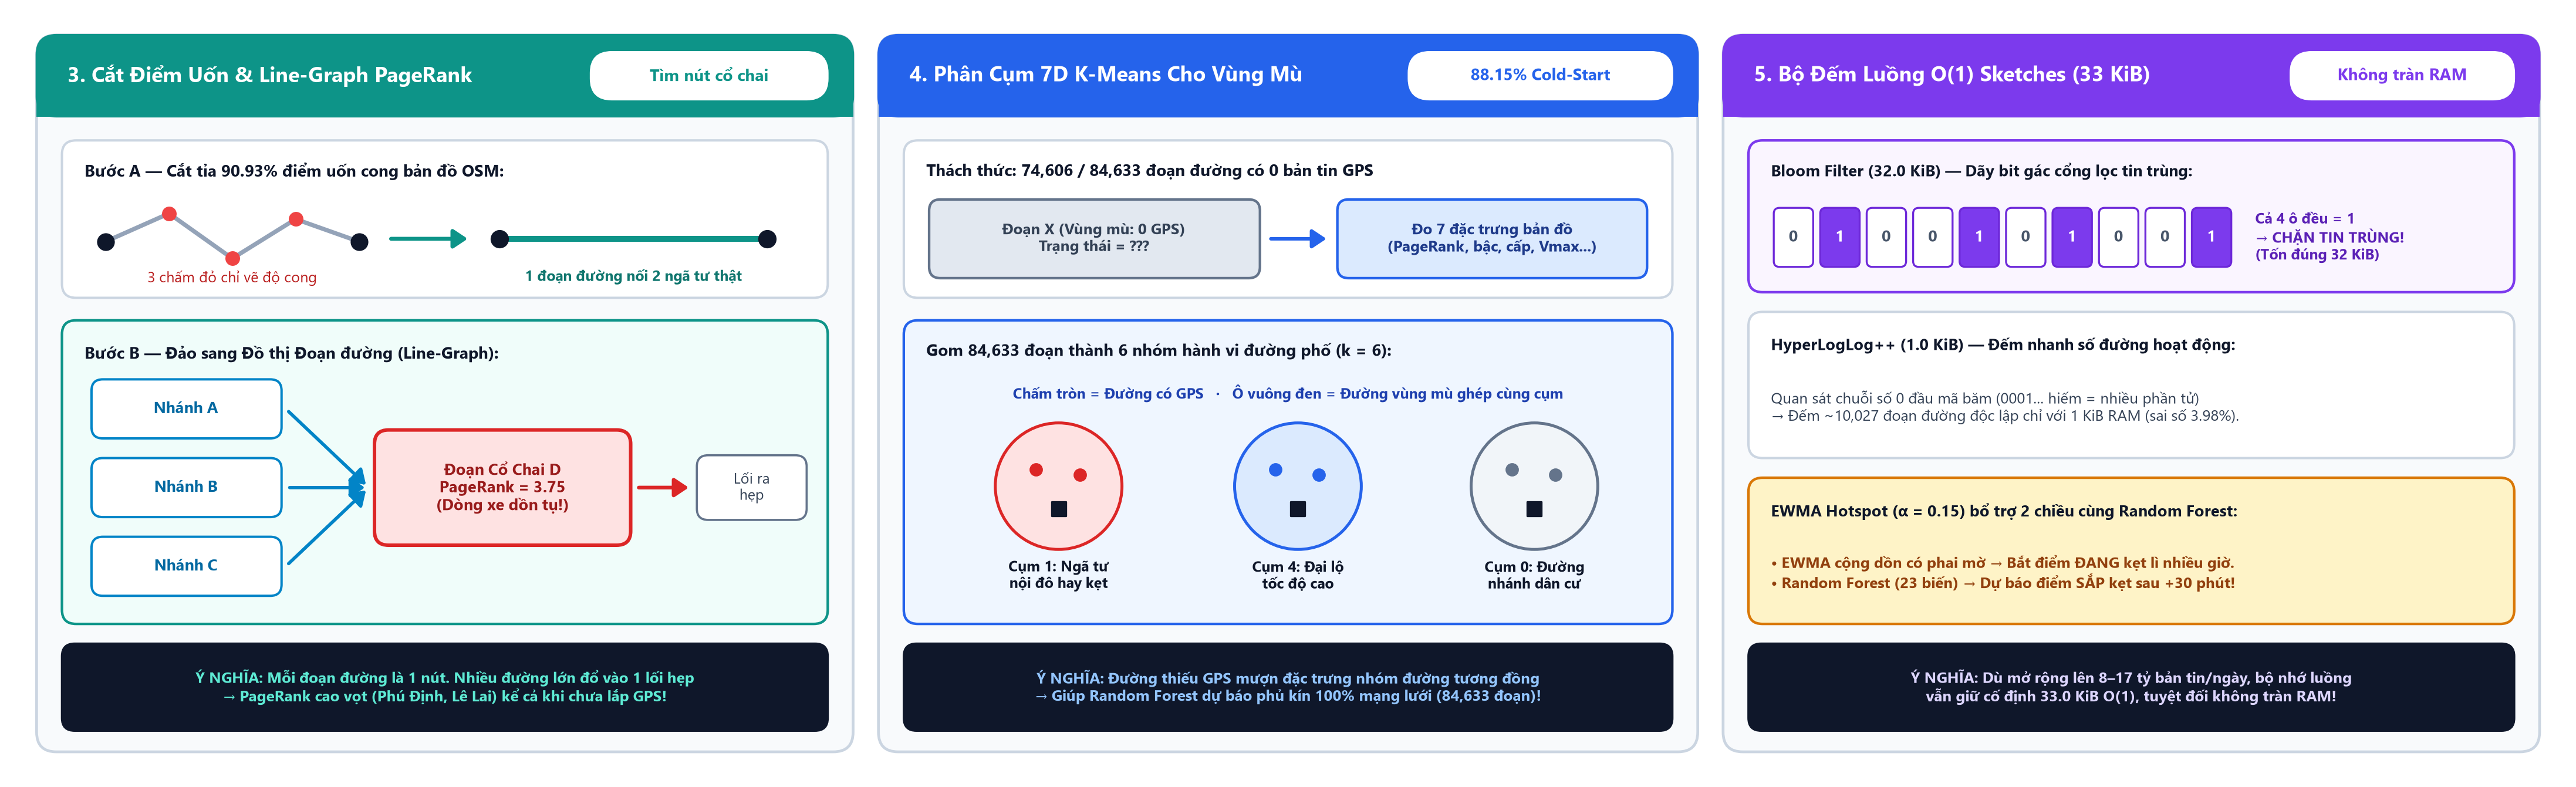 3. Cắt Điểm Uốn & Line-Graph PageRank
Tìm nút cổ chai
Bước A — Cắt tỉa 90.93% điểm uốn cong bản đồ OSM:
3 chấm đỏ chỉ vẽ độ cong
1 đoạn đường nối 2 ngã tư thật
Bước B — Đảo sang Đồ thị Đoạn đường (Line-Graph):
Nhánh A
Nhánh B
Nhánh C
Đoạn Cổ Chai D
PageRank = 3.75
(Dòng xe dồn tụ!)
Lối ra
hẹp
Ý NGHĨA: Mỗi đoạn đường là 1 nút. Nhiều đường lớn đổ vào 1 lối hẹp
→ PageRank cao vọt (Phú Định, Lê Lai) kể cả khi chưa lắp GPS!
4. Phân Cụm 7D K-Means Cho Vùng Mù
88.15% Cold-Start
Thách thức: 74,606 / 84,633 đoạn đường có 0 bản tin GPS
Đoạn X (Vùng mù: 0 GPS)
Trạng thái = ???
Đo 7 đặc trưng bản đồ
(PageRank, bậc, cấp, Vmax...)
Gom 84,633 đoạn thành 6 nhóm hành vi đường phố (k = 6):
Chấm tròn = Đường có GPS · Ô vuông đen = Đường vùng mù ghép cùng cụm
Cụm 1: Ngã tư
nội đô hay kẹt
Cụm 4: Đại lộ
tốc độ cao
Cụm 0: Đường
nhánh dân cư
Ý NGHĨA: Đường thiếu GPS mượn đặc trưng nhóm đường tương đồng
→ Giúp Random Forest dự báo phủ kín 100% mạng lưới (84,633 đoạn)!
5. Bộ Đếm Luồng O(1) Sketches (33 KiB)
Không tràn RAM
Bloom Filter (32.0 KiB) — Dãy bit gác cổng lọc tin trùng:
0 1 0 0 1 0 1 0 0 1
Cả 4 ô đều = 1
→ CHẶN TIN TRÙNG!
(Tốn đúng 32 KiB)
HyperLogLog++ (1.0 KiB) — Đếm nhanh số đường hoạt động:
Quan sát chuỗi số 0 đầu mã băm (0001... hiếm = nhiều phần tử)
→ Đếm ~10,027 đoạn đường độc lập chỉ với 1 KiB RAM (sai số 3.98%).
EWMA Hotspot (α = 0.15) bổ trợ 2 chiều cùng Random Forest:
• EWMA cộng dồn có phai mờ → Bắt điểm ĐANG kẹt lì nhiều giờ.
• Random Forest (23 biến) → Dự báo điểm SẮP kẹt sau +30 phút!
Ý NGHĨA: Dù mở rộng lên 8–17 tỷ bản tin/ngày, bộ nhớ luồng
vẫn giữ cố định 33.0 KiB O(1), tuyệt đối không tràn RAM!